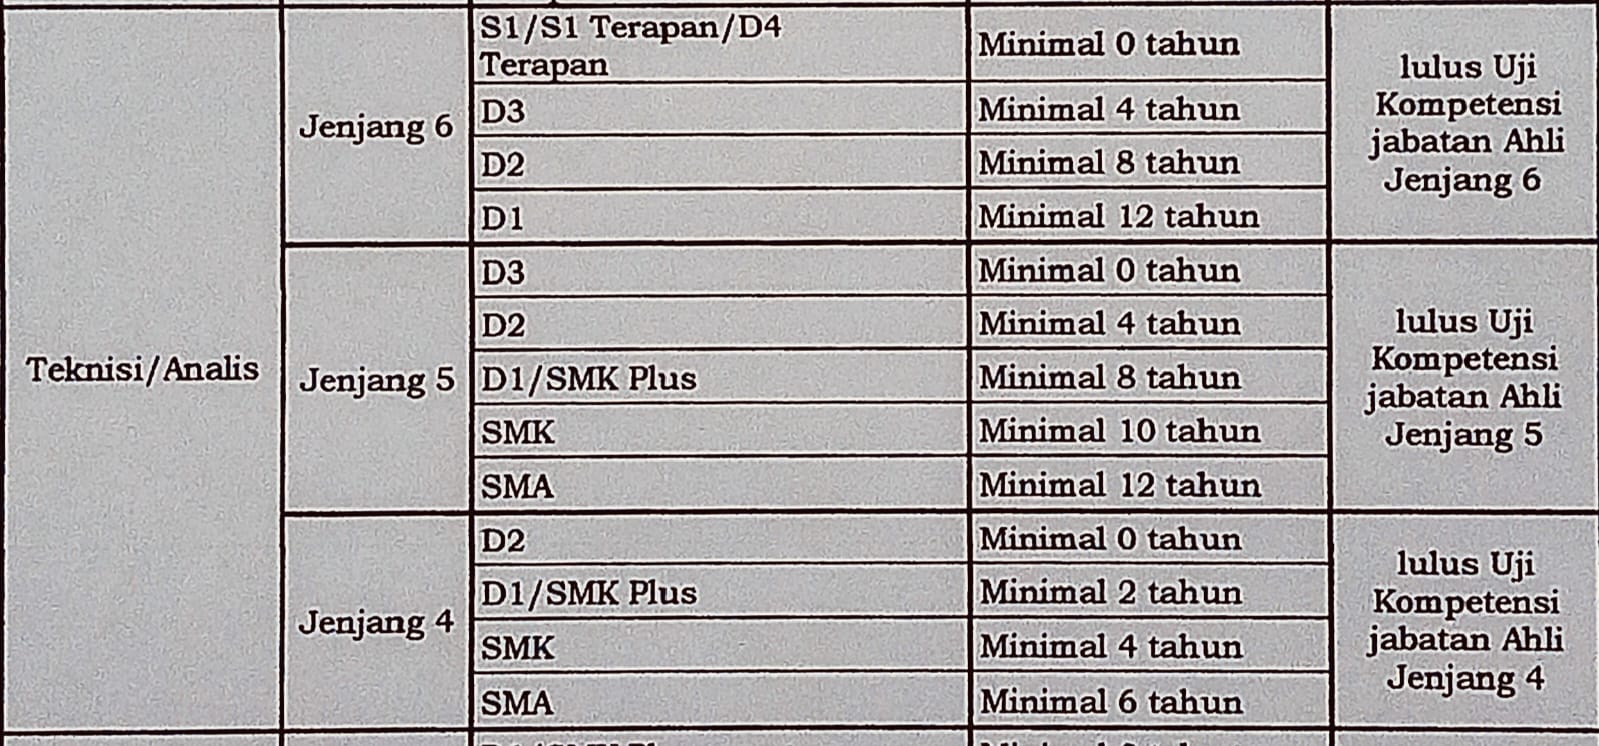 S1/S1 Terapan/D4
Terapan
Minimal 0 tahun
Jenjang 6
D3
Minimal 4 tahun
D2
Minimal 8 tahun
D1
Minimal 12 tahun
lulus Uji
Kompetensi
jabatan Ahli
Jenjang 6
Teknisi/Analis
Jenjang 5
D3
Minimal 0 tahun
D2
Minimal 4 tahun
D1/SMK Plus
Minimal 8 tahun
SMK
Minimal 10 tahun
SMA
Minimal 12 tahun
lulus Uji
Kompetensi
jabatan Ahli
Jenjang 5
Jenjang 4
D2
Minimal 0 tahun
D1/SMK Plus
Minimal 2 tahun
SMK
Minimal 4 tahun
SMA
Minimal 6 tahun
lulus Uji
Kompetensi
jabatan Ahli
Jenjang 4